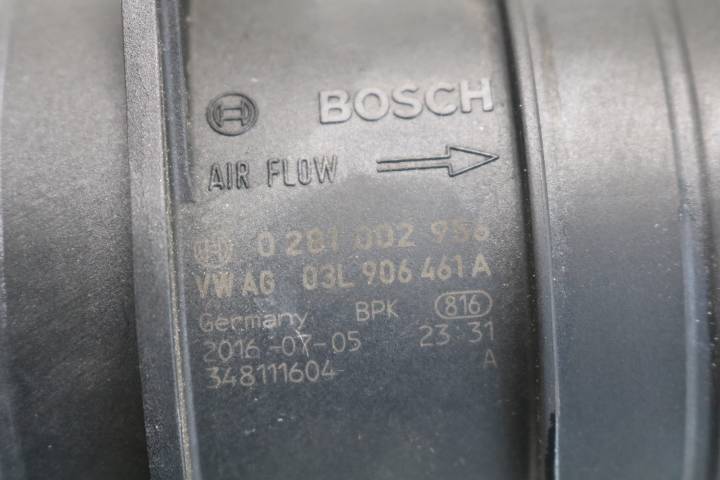 BOSCH
AIR FLOW
0 281 002 956
VW AG 03L 906 461 A
Germany BPK 816
2016-07-05 23:31
348111604 A